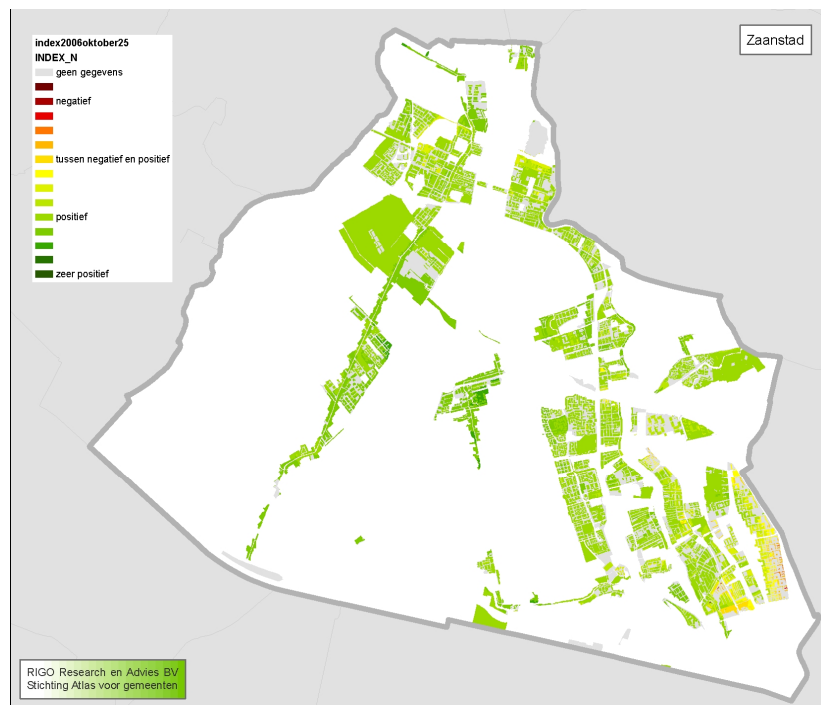 index2006oktober25
INDEX_N
geen gegevens
negatief
tussen negatief en positief
positief
zeer positief
Zaanstad
RIGO Research en Advies BV
Stichting Atlas voor gemeenten